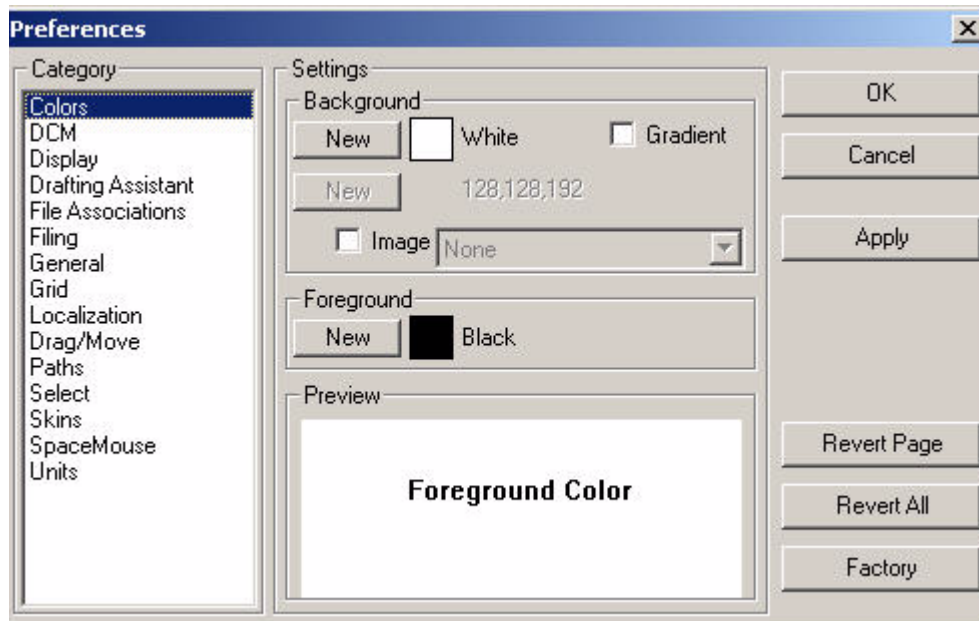 Preferences
Category
Colors
DCM
Display
Drafting Assistant
File Associations
Filing
General
Grid
Localization
Drag/Move
Paths
Select
Skins
SpaceMouse
Units
Settings
Background
New White Gradient
New 128,128,192
Image None
Foreground
New Black
Preview
Foreground Color
OK
Cancel
Apply
Revert Page
Revert All
Factory